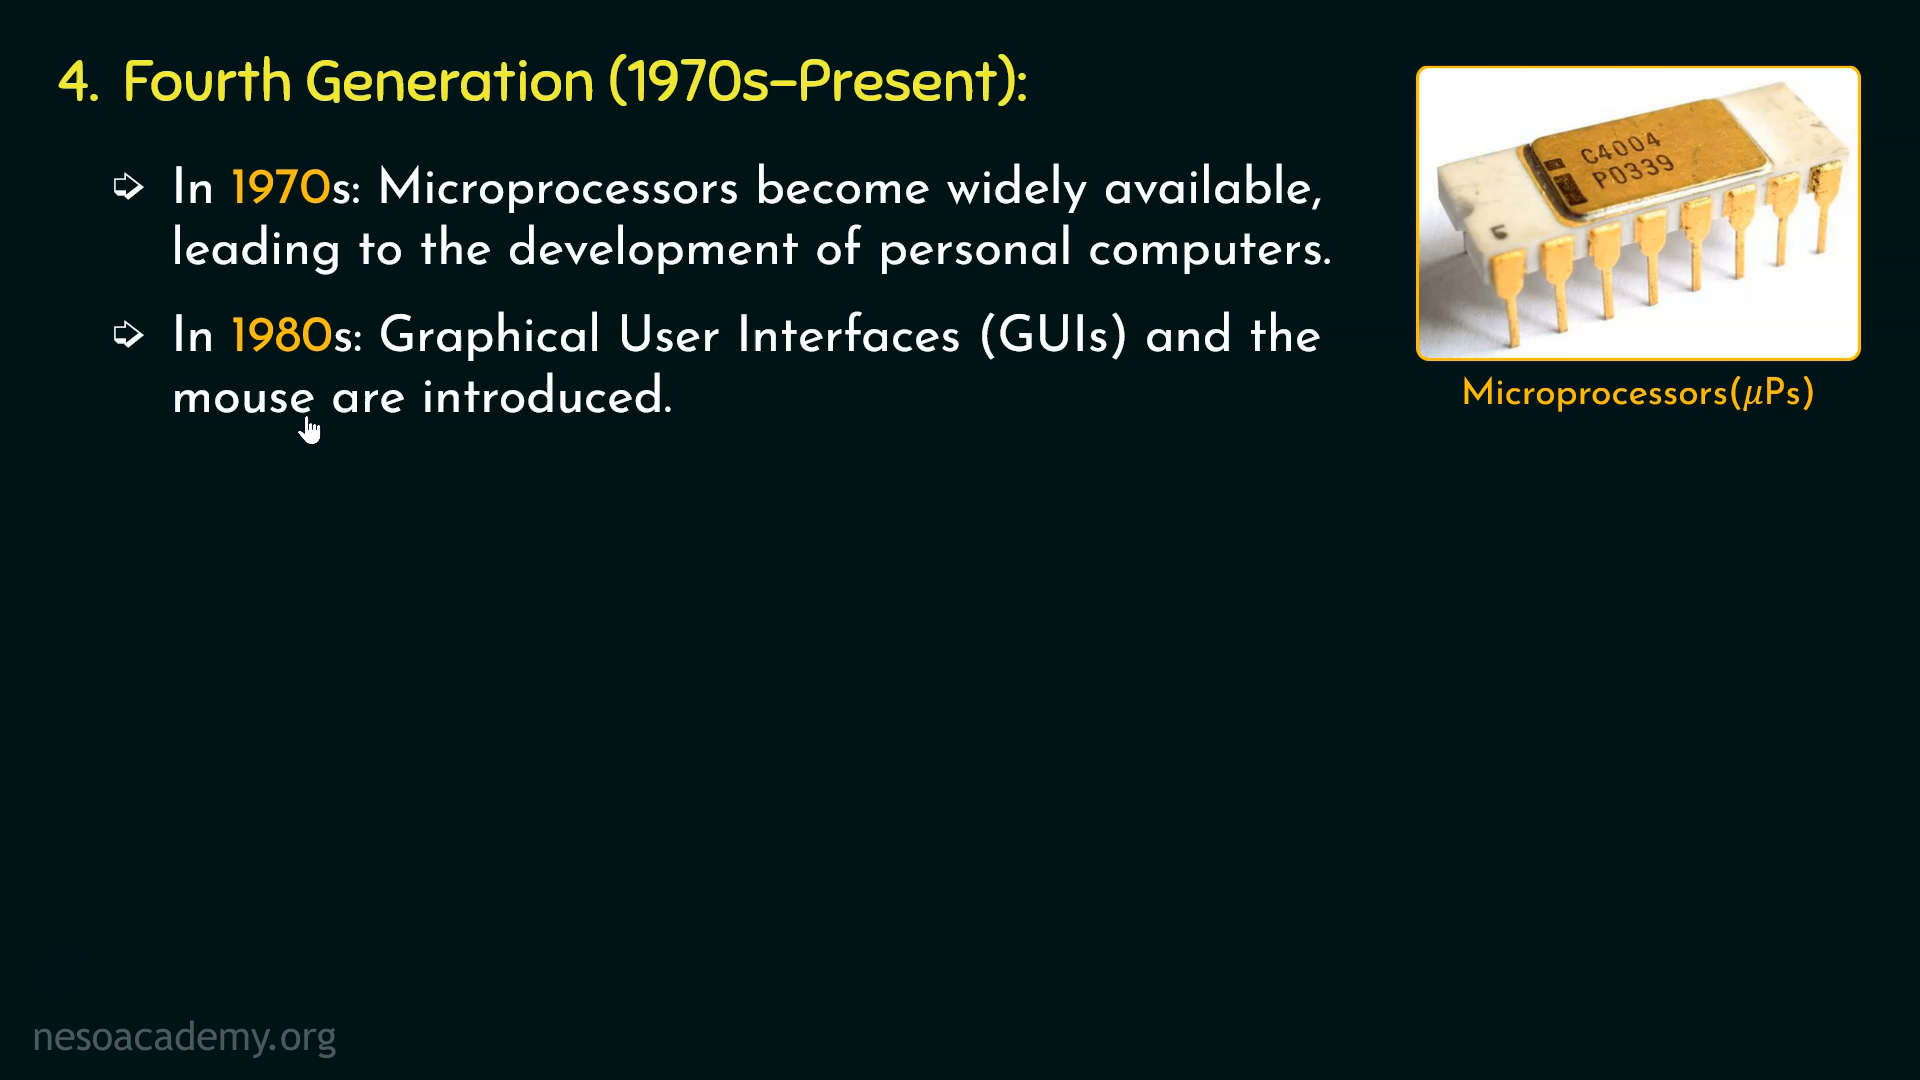 4. Fourth Generation (1970s–Present):
➩ In 1970s: Microprocessors become widely available,
leading to the development of personal computers.
➩ In 1980s: Graphical User Interfaces (GUIs) and the
mouse are introduced.
C4004
P0339
Microprocessors(μPs)
nesoacademy.org